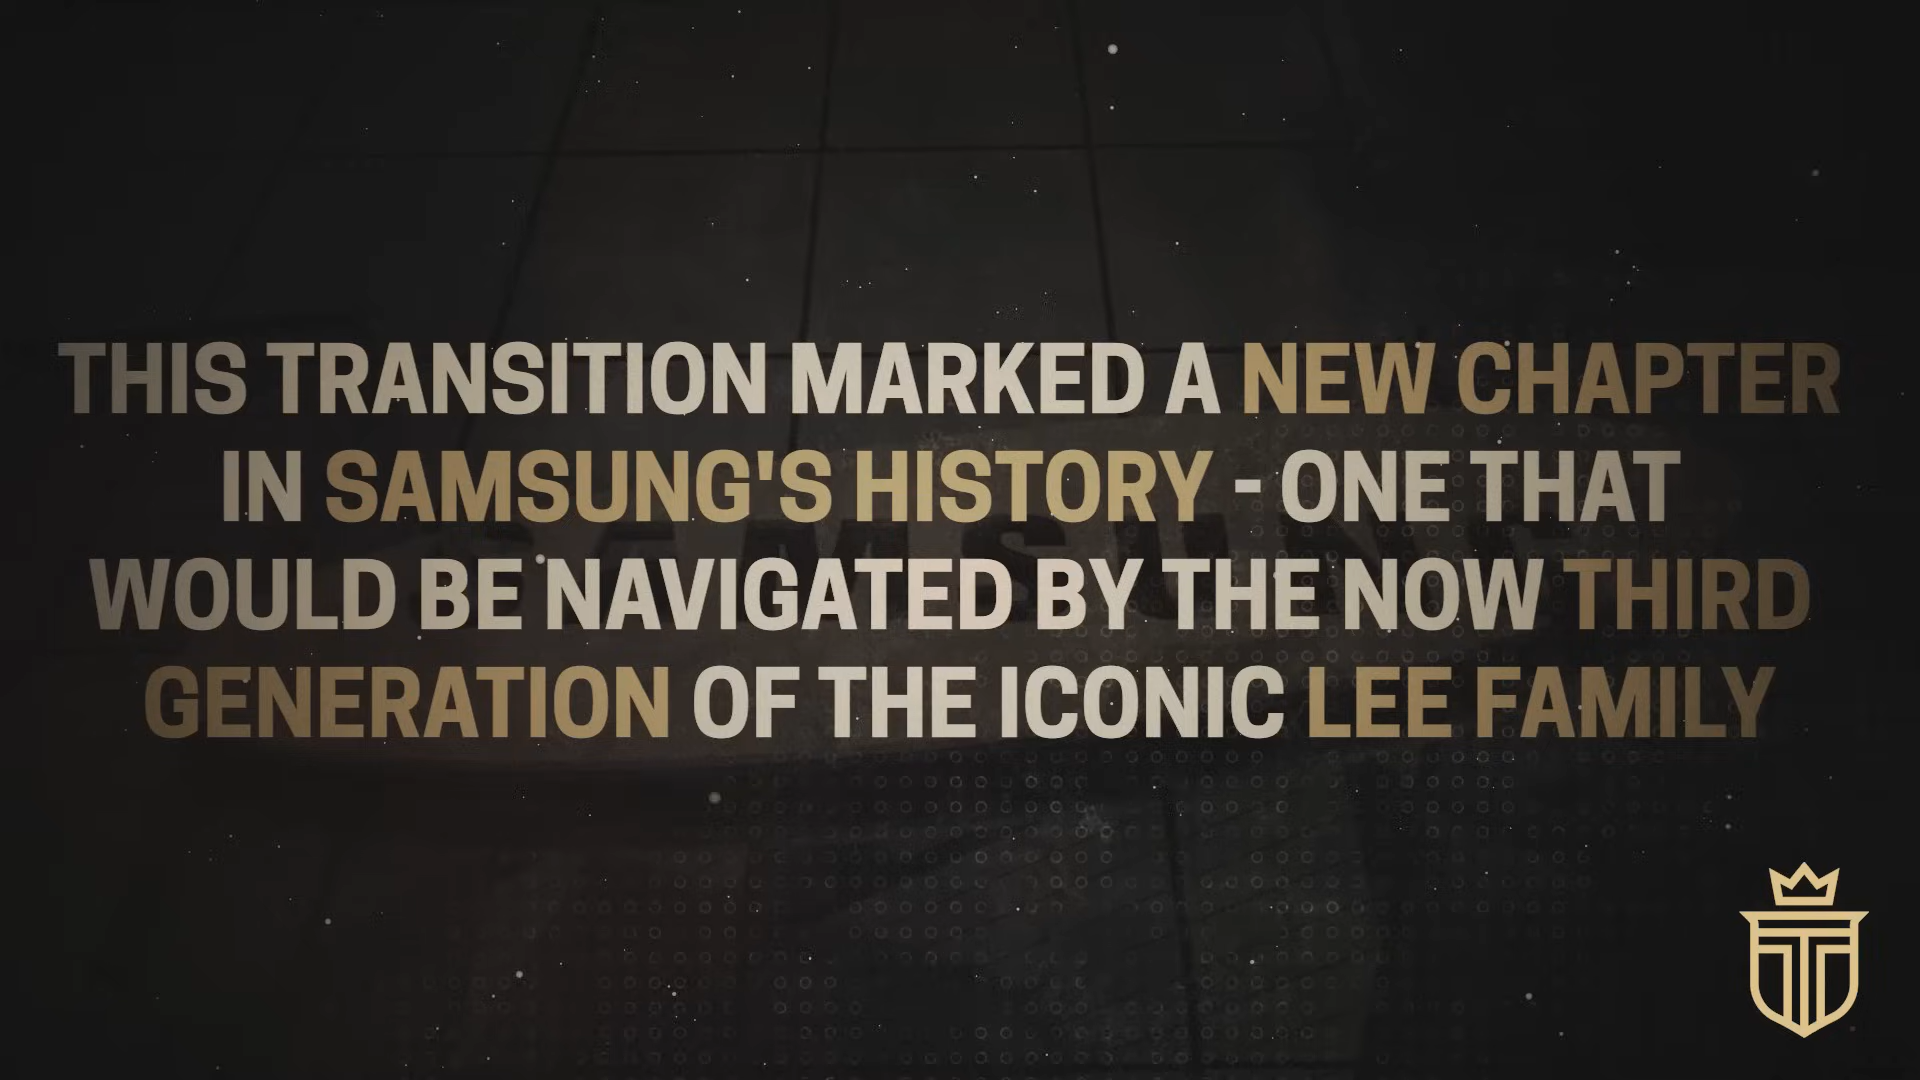 THIS TRANSITION MARKED A NEW CHAPTER
IN SAMSUNG'S HISTORY - ONE THAT
WOULD BE NAVIGATED BY THE NOW THIRD
GENERATION OF THE ICONIC LEE FAMILY
SAMSUNG